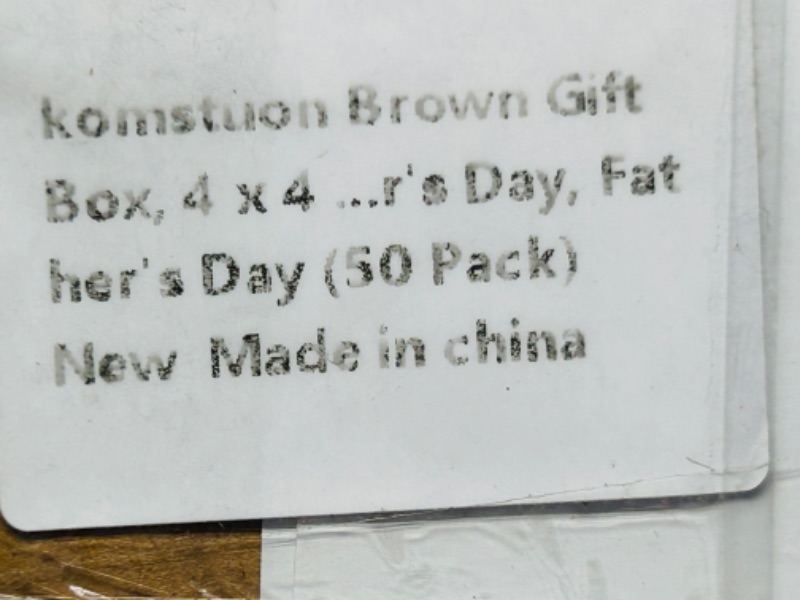 komstuon Brown Gift
Box, 4 x 4 ...r's Day, Fat
her's Day (50 Pack)
New Made in china